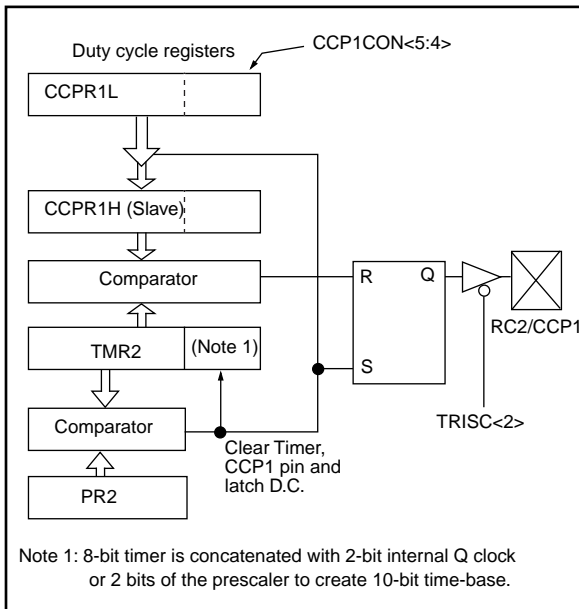 Duty cycle registers
CCP1CON<5:4>
CCPR1L
CCPR1H (Slave)
Comparator
R
Q
RC2/CCP1
TMR2
(Note 1)
S
TRISC<2>
Comparator
Clear Timer,
CCP1 pin and
latch D.C.
PR2
Note 1: 8-bit timer is concatenated with 2-bit internal Q clock
or 2 bits of the prescaler to create 10-bit time-base.